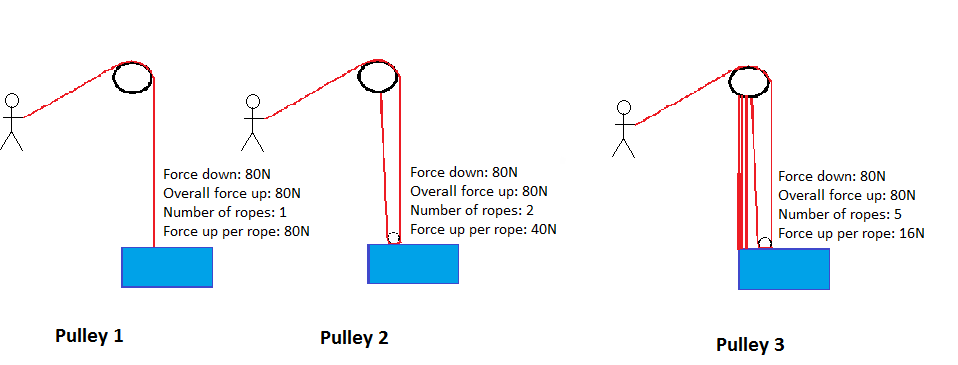 Force down: 80N
Overall force up: 80N
Number of ropes: 1
Force up per rope: 80N
Pulley 1
Force down: 80N
Overall force up: 80N
Number of ropes: 2
Force up per rope: 40N
Pulley 2
Force down: 80N
Overall force up: 80N
Number of ropes: 5
Force up per rope: 16N
Pulley 3